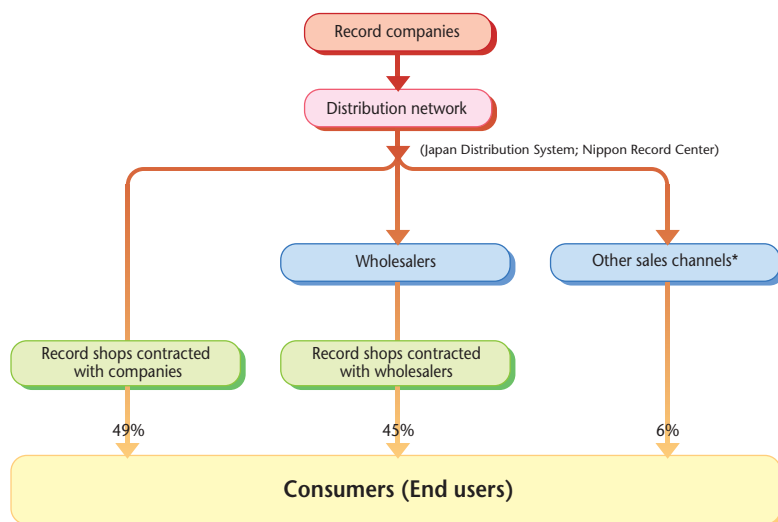 Record companies
Distribution network
(Japan Distribution System; Nippon Record Center)
Wholesalers
Other sales channels*
Record shops contracted
with companies
Record shops contracted
with wholesalers
49%
45%
6%
Consumers (End users)